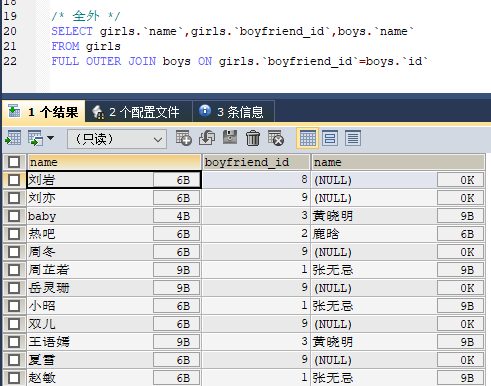 18
19 /* 全外 */
20 SELECT girls.`name`,girls.`boyfriend_id`,boys.`name`
21 FROM girls
22 FULL OUTER JOIN boys ON girls.`boyfriend_id`=boys.`id`
1 个结果 2 个配置文件 3 条信息
(只读)
name boyfriend_id name
刘岩 6B 8 (NULL) 0K
刘亦 6B 9 (NULL) 0K
baby 4B 3 黄晓明 9B
热吧 6B 2 鹿晗 6B
周冬 6B 9 (NULL) 0K
周芷若 9B 1 张无忌 9B
岳灵珊 9B 9 (NULL) 0K
小昭 6B 1 张无忌 9B
双儿 6B 9 (NULL) 0K
王语嫣 9B 3 黄晓明 9B
夏雪 6B 9 (NULL) 0K
赵敏 6B 1 张无忌 9B